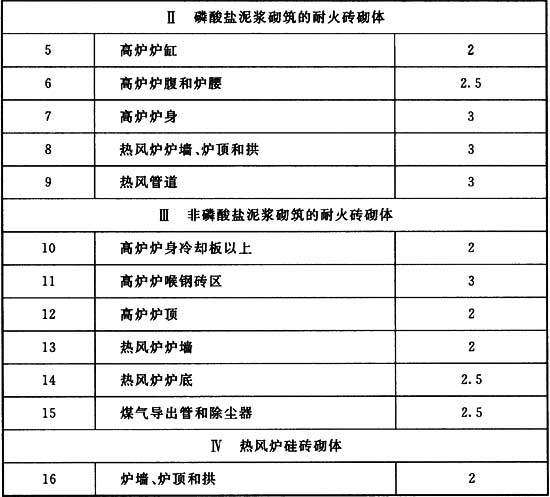 Ⅱ 磷酸盐泥浆砌筑的耐火砖砌体
5 高炉炉缸 2
6 高炉炉腹和炉腰 2.5
7 高炉炉身 3
8 热风炉炉墙、炉顶和拱 3
9 热风管道 3
Ⅲ 非磷酸盐泥浆砌筑的耐火砖砌体
10 高炉炉身冷却板以上 2
11 高炉炉喉钢砖区 3
12 高炉炉顶 2
13 热风炉炉墙 2
14 热风炉炉底 2.5
15 煤气导出管和除尘器 2.5
Ⅳ 热风炉硅砖砌体
16 炉墙、炉顶和拱 2